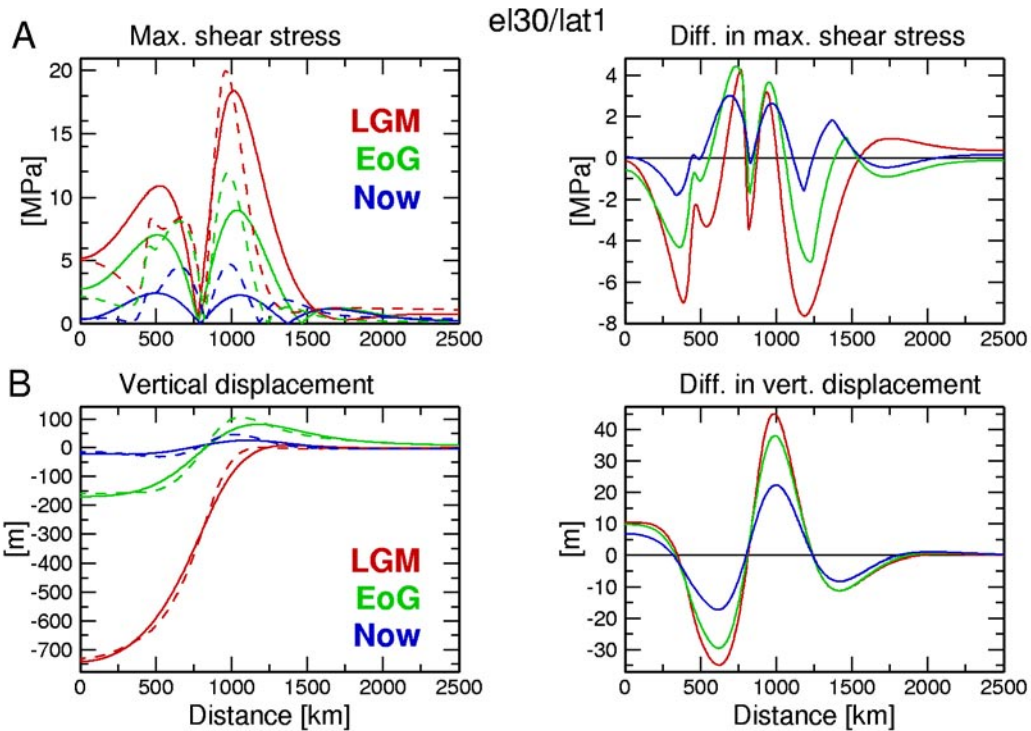 el30/lat1
A
Max. shear stress
Diff. in max. shear stress
20
15
10
5
0
[MPa]
LGM
EoG
Now
0 500 1000 1500 2000 2500
4
2
0
-2
-4
-6
-8
[MPa]
0 500 1000 1500 2000 2500
B
Vertical displacement
Diff. in vert. displacement
100
0
-100
-200
-300
-400
-500
-600
-700
[m]
LGM
EoG
Now
0 500 1000 1500 2000 2500
Distance [km]
40
30
20
10
0
-10
-20
-30
[m]
0 500 1000 1500 2000 2500
Distance [km]